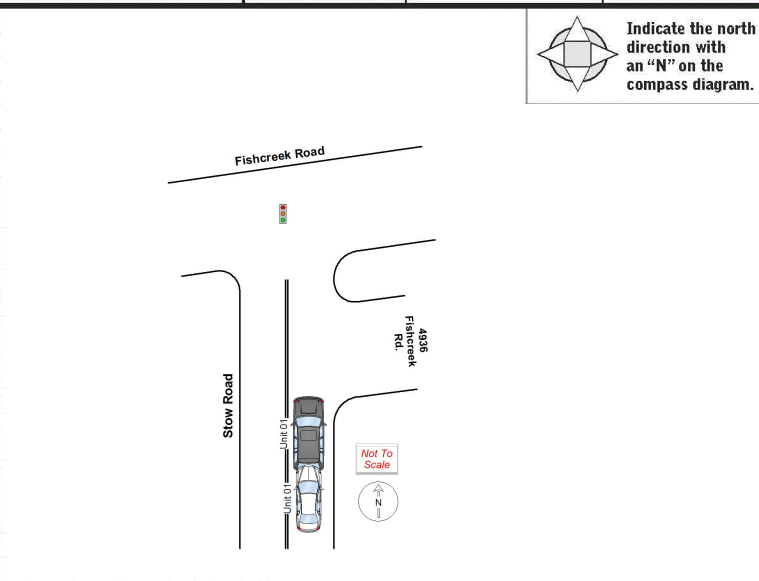 Indicate the north
direction with
an “N” on the
compass diagram.
Fishcreek Road
4936
Fishcreek
Rd.
Stow Road
Unit 01
Not To
Scale
Unit 01
N